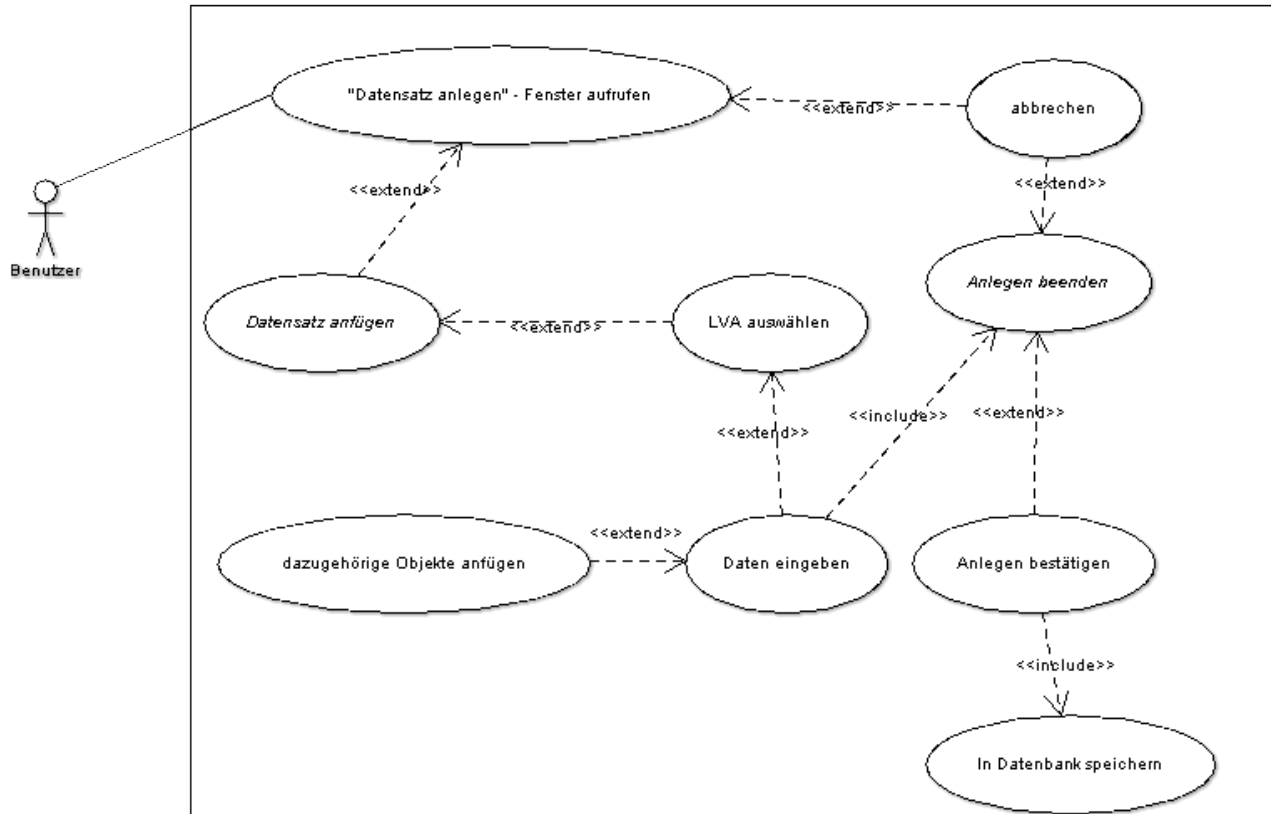 "Datensatz anlegen" - Fenster aufrufen
<<extend>>
abbrechen
<<extend>>
<<extend>>
Benutzer
Datensatz anfügen
<<extend>>
LVA auswählen
Anlegen beenden
<<extend>>
<<include>>
<<extend>>
dazugehörige Objekte anfügen
<<extend>>
Daten eingeben
Anlegen bestätigen
<<include>>
In Datenbank speichern